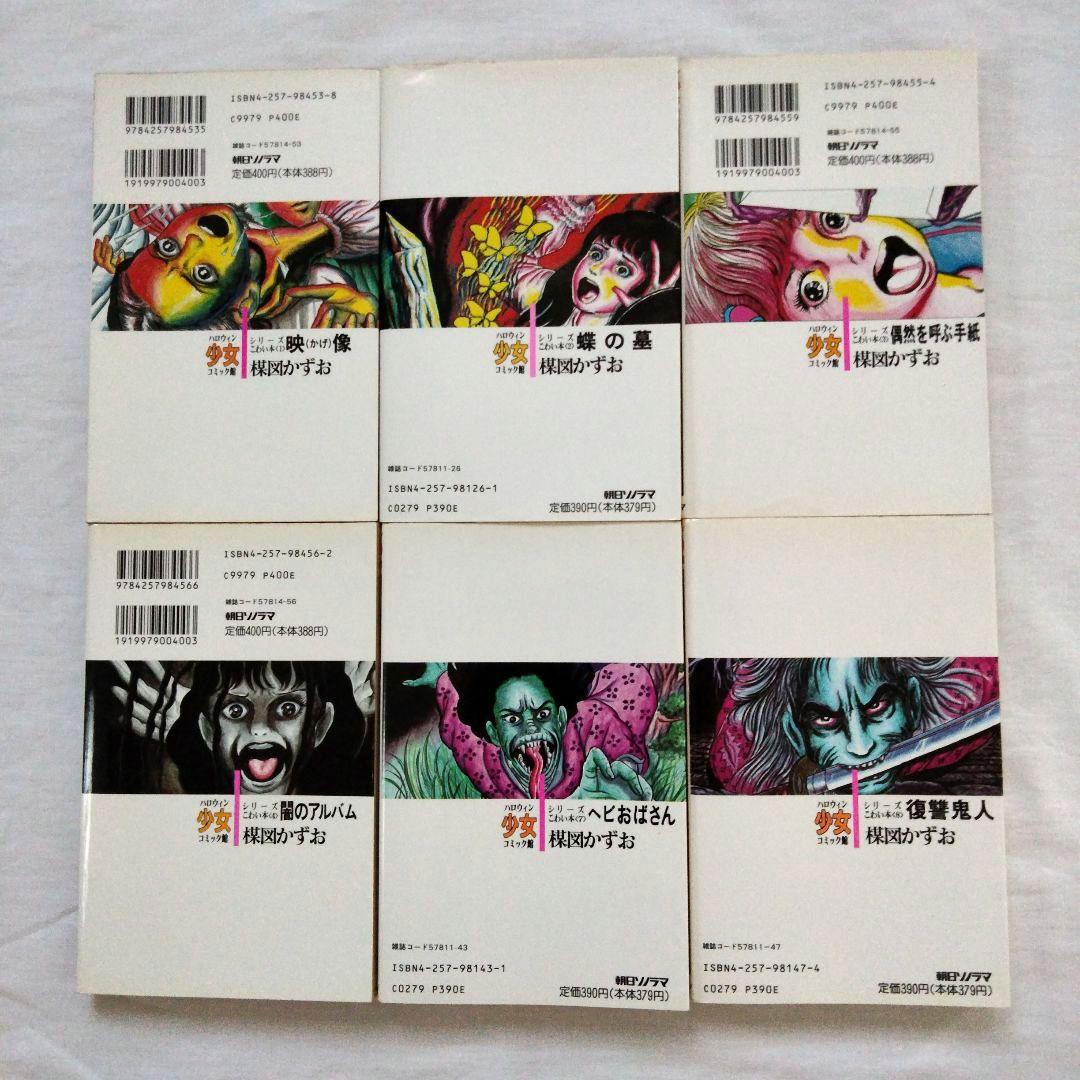 ISBN4-257-98453-8
C9979 P400E
9784257984535
雑誌コード57814-53
朝日ソノラマ
定価400円(本体388円)
1919979004003
ハロウィン
少女
コミック館
シリーズ
こわい本(1)
映(かげ)像
楳図かずお
ハロウィン
少女
コミック館
シリーズ
こわい本(2)
蝶の墓
楳図かずお
雑誌コード57811-26
ISBN4-257-98126-1
C0279 P390E
朝日ソノラマ
定価390円(本体379円)
ISBN4-257-98455-4
C9979 P400E
9784257984559
雑誌コード57814-55
朝日ソノラマ
定価400円(本体388円)
1919979004003
ハロウィン
少女
コミック館
シリーズ
こわい本(3)
偶然を呼ぶ手紙
楳図かずお
ISBN4-257-98456-2
C9979 P400E
9784257984566
雑誌コード57814-56
朝日ソノラマ
定価400円(本体388円)
1919979004003
ハロウィン
少女
コミック館
シリーズ
こわい本(4)
闇のアルバム
楳図かずお
ハロウィン
少女
コミック館
シリーズ
こわい本(7)
ヘビおばさん
楳図かずお
雑誌コード57811-43
ISBN4-257-98143-1
C0279 P390E
朝日ソノラマ
定価390円(本体379円)
ハロウィン
少女
コミック館
シリーズ
こわい本(8)
復讐鬼人
楳図かずお
雑誌コード57811-47
ISBN4-257-98147-4
C0279 P390E
朝日ソノラマ
定価390円(本体379円)